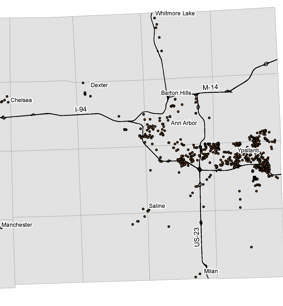 Whitmore Lake
Dexter
M-14
Barton Hills
Chelsea
I-94
Ann Arbor
Ypsilanti
Saline
Manchester
US-23
Milan